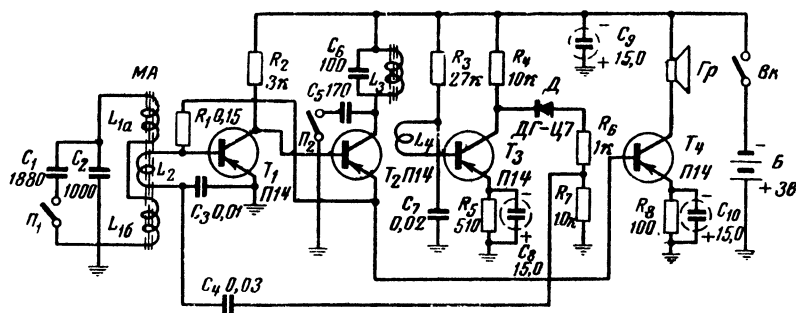 МА
L1а
L2
L1б
C1
1880
П1
C2
1000
R1 0,15
C3 0,01
C4 0,03
R2
3к
T1
П14
C6
100
L3
C5 170
П2
T2 П14
R3
27к
L4
C7
0,02
R4
10к
T3
П14
R5
510
C8
15,0
+
Д
ДГ-Ц7
C9
15,0
-
+
R6
1к
R7
10к
Гр
T4
П14
R8
100
C10
15,0
-
+
Вк
-
Б
+ 3в